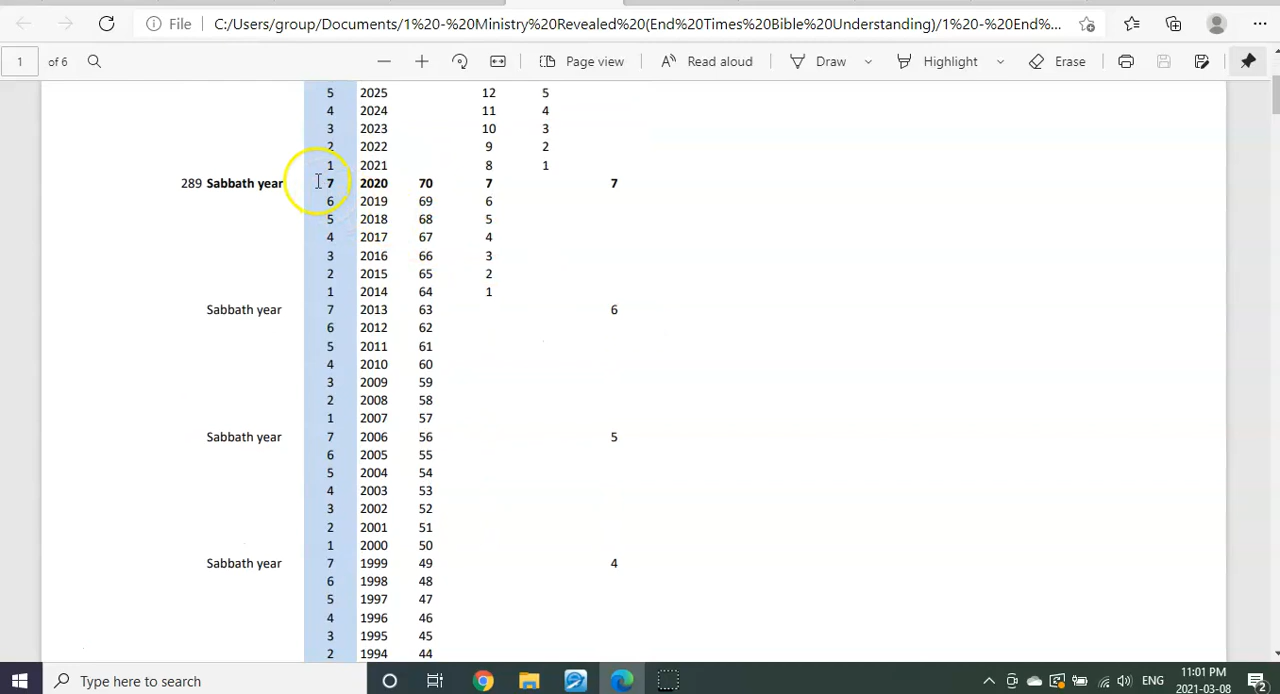 File C:/Users/group/Documents/1%20-%20Ministry%20Revealed%20(End%20Times%20Bible%20Understanding)/1%20-%20End%...
1 of 6 Page view Read aloud Draw Highlight Erase
5 2025 12 5
4 2024 11 4
3 2023 10 3
2 2022 9 2
1 2021 8 1
289 Sabbath year 7 2020 70 7 7
6 2019 69 6
5 2018 68 5
4 2017 67 4
3 2016 66 3
2 2015 65 2
1 2014 64 1
Sabbath year 7 2013 63 6
6 2012 62
5 2011 61
4 2010 60
3 2009 59
2 2008 58
1 2007 57
Sabbath year 7 2006 56 5
6 2005 55
5 2004 54
4 2003 53
3 2002 52
2 2001 51
1 2000 50
Sabbath year 7 1999 49 4
6 1998 48
5 1997 47
4 1996 46
3 1995 45
2 1994 44
Type here to search ENG 11:01 PM
2021-03-08 2